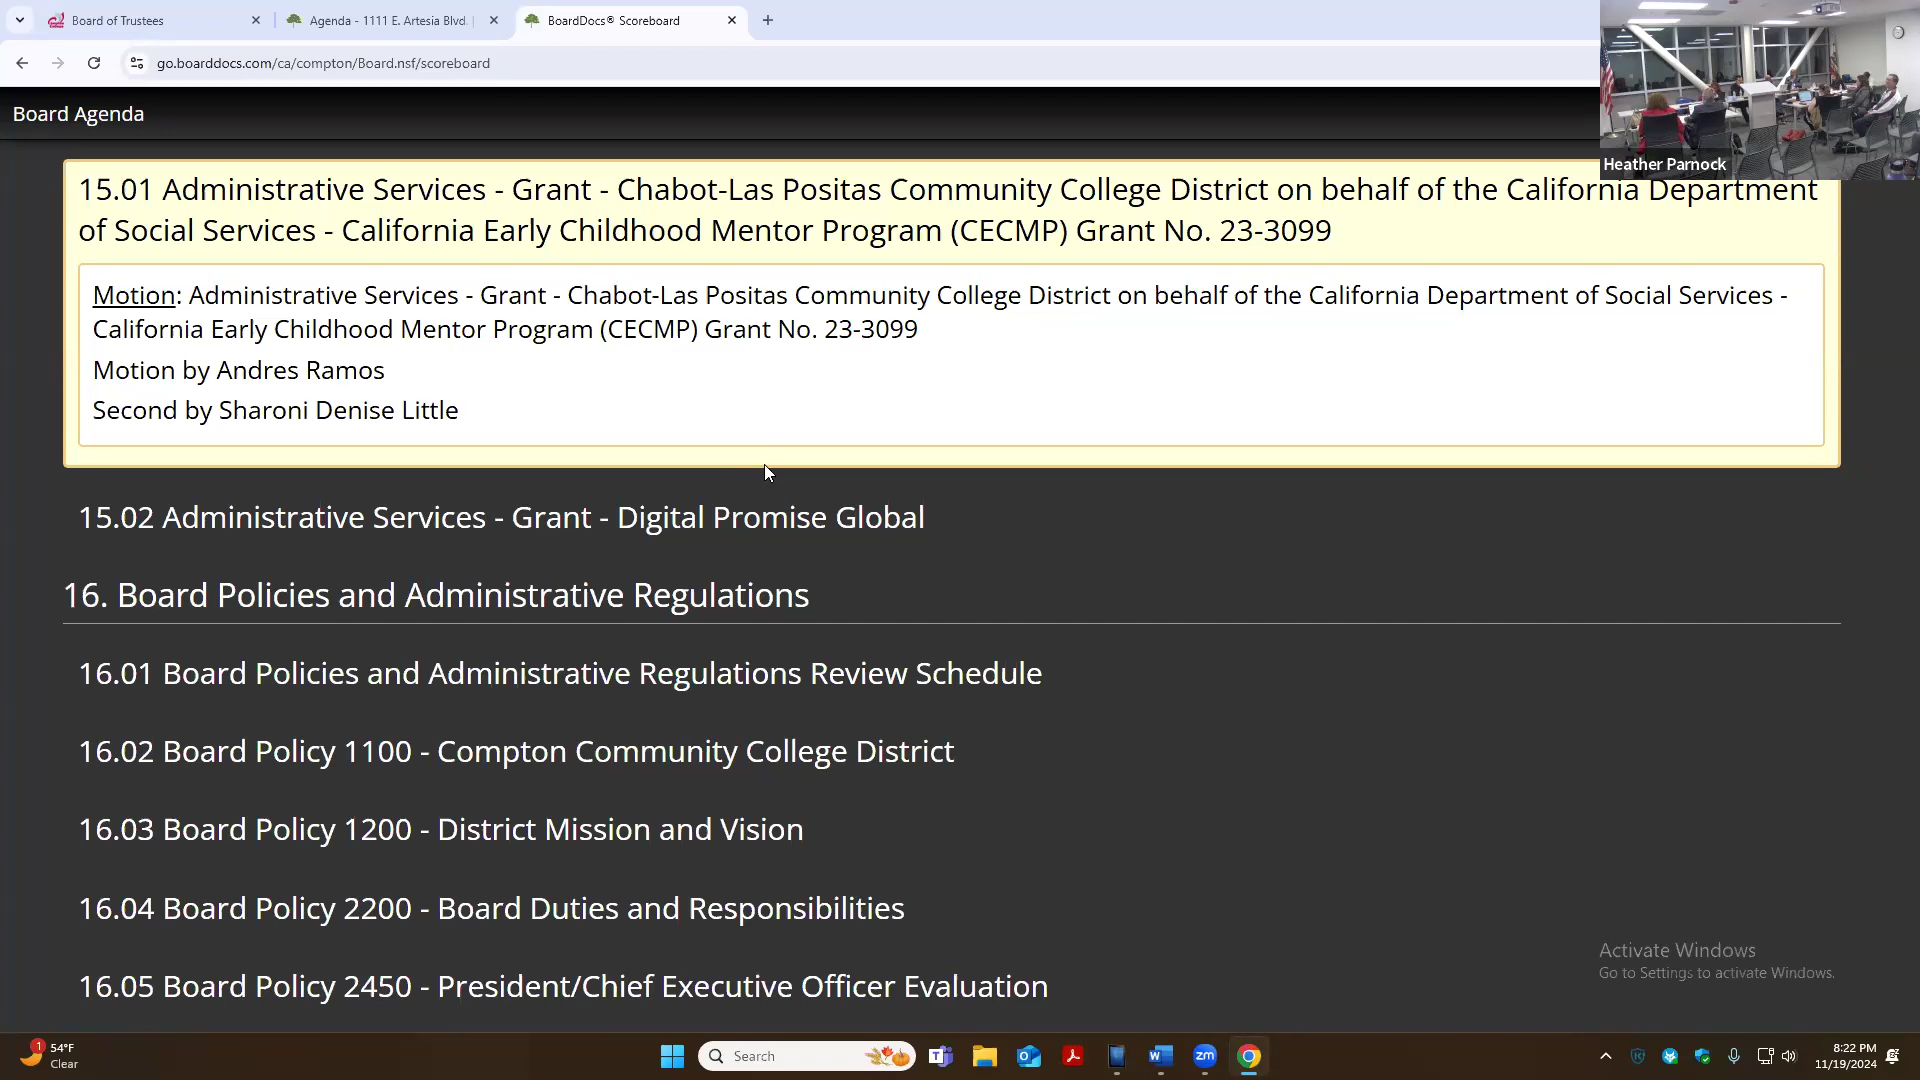 Board of Trustees
Agenda - 1111 E. Artesia Blvd.
BoardDocs® Scoreboard
go.boarddocs.com/ca/compton/Board.nsf/scoreboard
Board Agenda
Heather Parnock
15.01 Administrative Services - Grant - Chabot-Las Positas Community College District on behalf of the California Department
of Social Services - California Early Childhood Mentor Program (CECMP) Grant No. 23-3099
Motion: Administrative Services - Grant - Chabot-Las Positas Community College District on behalf of the California Department of Social Services -
California Early Childhood Mentor Program (CECMP) Grant No. 23-3099
Motion by Andres Ramos
Second by Sharoni Denise Little
15.02 Administrative Services - Grant - Digital Promise Global
16. Board Policies and Administrative Regulations
16.01 Board Policies and Administrative Regulations Review Schedule
16.02 Board Policy 1100 - Compton Community College District
16.03 Board Policy 1200 - District Mission and Vision
16.04 Board Policy 2200 - Board Duties and Responsibilities
16.05 Board Policy 2450 - President/Chief Executive Officer Evaluation
Activate Windows
Go to Settings to activate Windows.
1
54°F
Clear
Search
zm
8:22 PM
11/19/2024